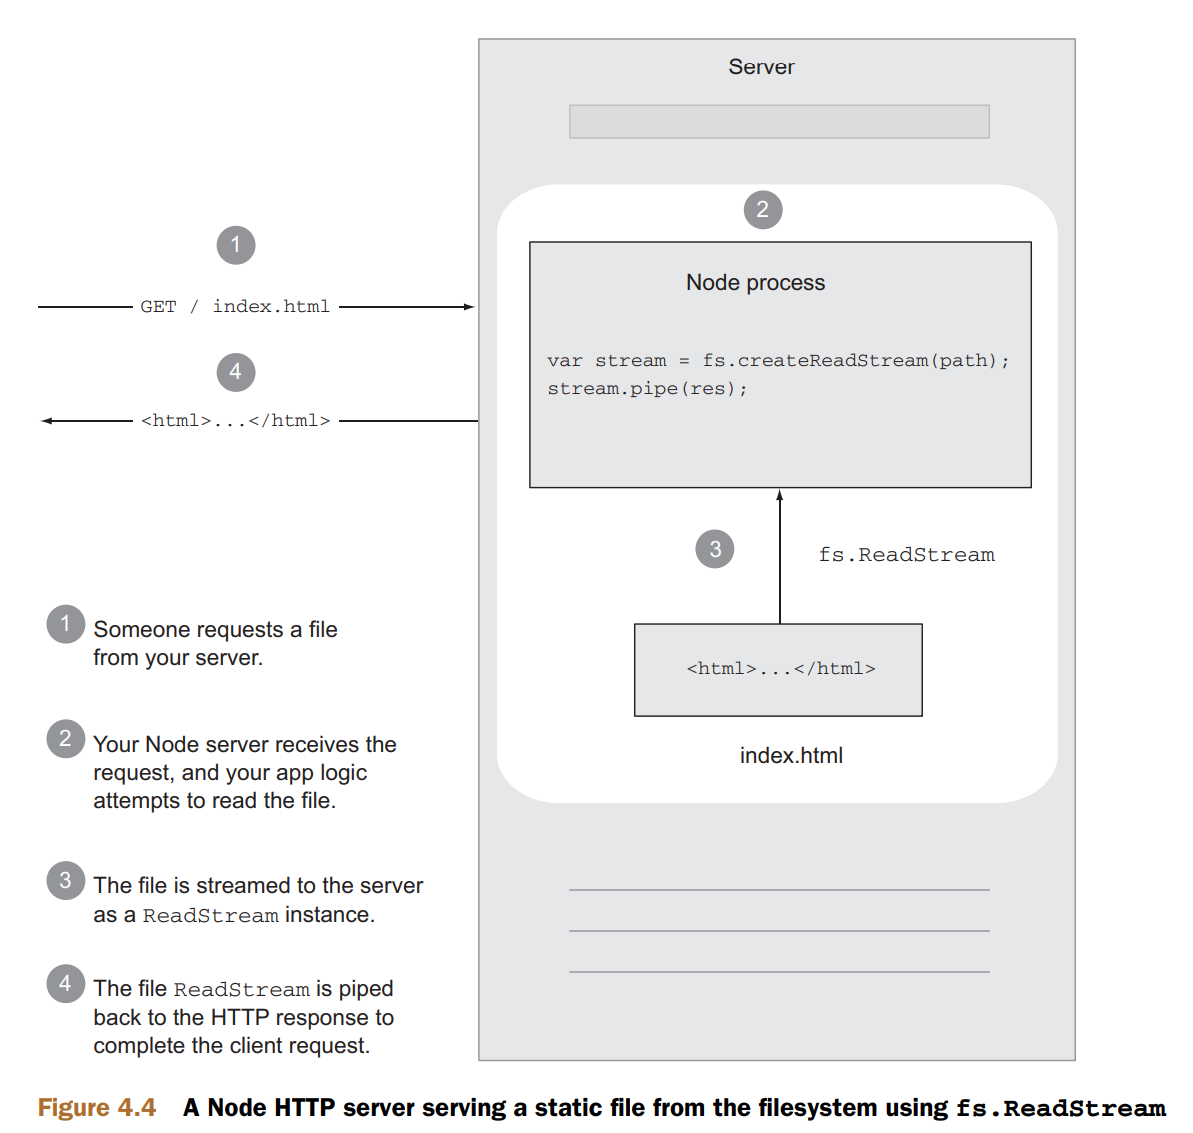 Server
2
1
Node process
GET / index.html
var stream = fs.createReadStream(path);
4
stream.pipe(res);
<html>...</html>
3
fs.ReadStream
<html>...</html>
index.html
1 Someone requests a file
from your server.
2 Your Node server receives the
request, and your app logic
attempts to read the file.
3 The file is streamed to the server
as a ReadStream instance.
4 The file ReadStream is piped
back to the HTTP response to
complete the client request.
Figure 4.4 A Node HTTP server serving a static file from the filesystem using fs.ReadStream